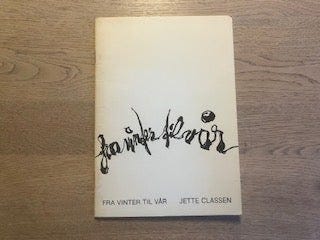 fra vinter til vår
FRA VINTER TIL VÅR JETTE CLASSEN